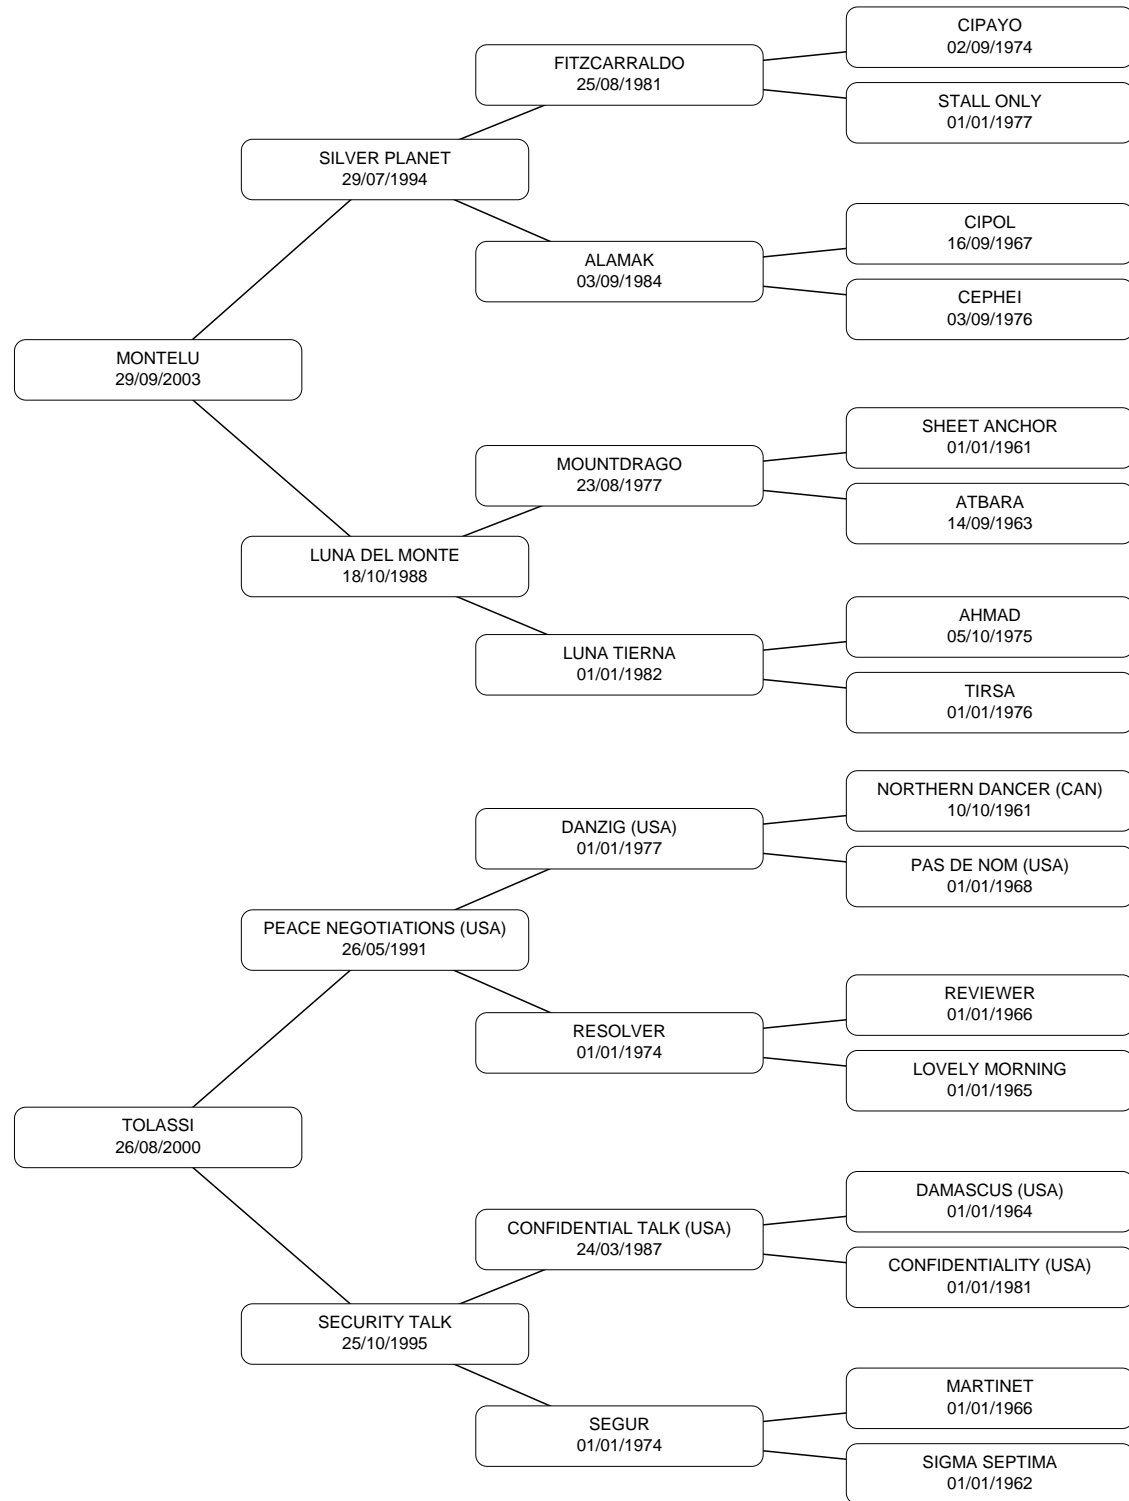 CIPAYO
02/09/1974
FITZCARRALDO
25/08/1981
STALL ONLY
01/01/1977
SILVER PLANET
29/07/1994
CIPOL
16/09/1967
ALAMAK
03/09/1984
CEPHEI
03/09/1976
MONTELU
29/09/2003
SHEET ANCHOR
01/01/1961
MOUNTDRAGO
23/08/1977
ATBARA
14/09/1963
LUNA DEL MONTE
18/10/1988
AHMAD
05/10/1975
LUNA TIERNA
01/01/1982
TIRSA
01/01/1976
NORTHERN DANCER (CAN)
10/10/1961
DANZIG (USA)
01/01/1977
PAS DE NOM (USA)
01/01/1968
PEACE NEGOTIATIONS (USA)
26/05/1991
REVIEWER
01/01/1966
RESOLVER
01/01/1974
LOVELY MORNING
01/01/1965
TOLASSI
26/08/2000
DAMASCUS (USA)
01/01/1964
CONFIDENTIAL TALK (USA)
24/03/1987
CONFIDENTIALITY (USA)
01/01/1981
SECURITY TALK
25/10/1995
MARTINET
01/01/1966
SEGUR
01/01/1974
SIGMA SEPTIMA
01/01/1962